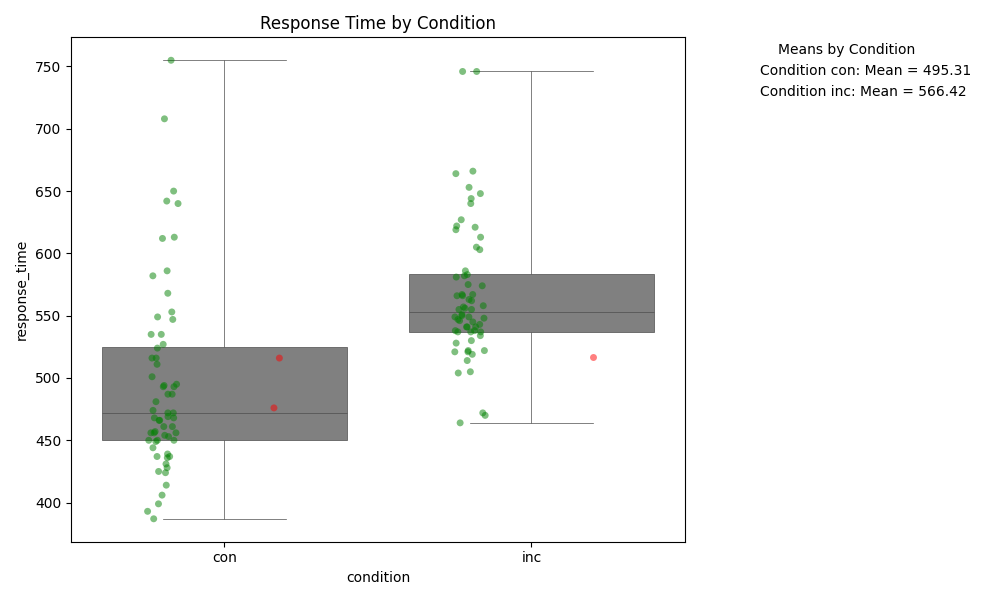 Response Time by Condition
Means by Condition
Condition con: Mean = 495.31
Condition inc: Mean = 566.42
response_time
750
700
650
600
550
500
450
400
con
inc
condition